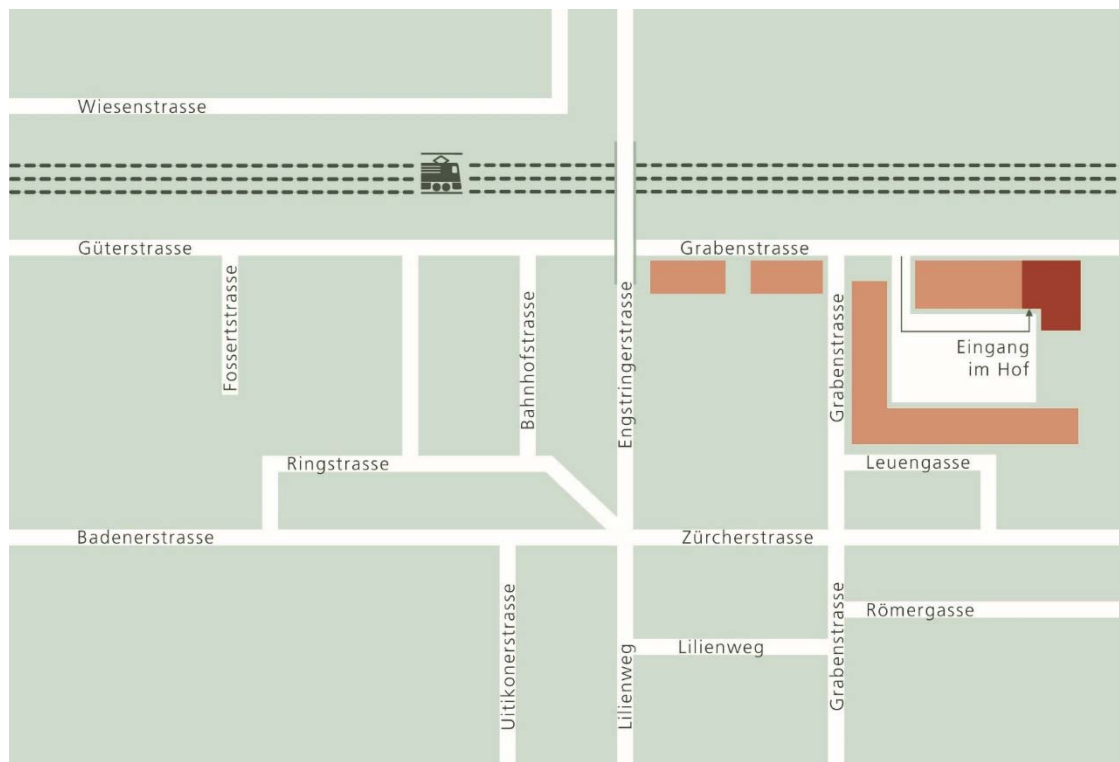 Wiesenstrasse
Güterstrasse
Grabenstrasse
Fossertstrasse
Bahnhofstrasse
Engstringerstrasse
Grabenstrasse
Eingang
im Hof
Ringstrasse
Leuengasse
Badenerstrasse
Zürcherstrasse
Uitikonerstrasse
Lilienweg
Lilienweg
Grabenstrasse
Römergasse